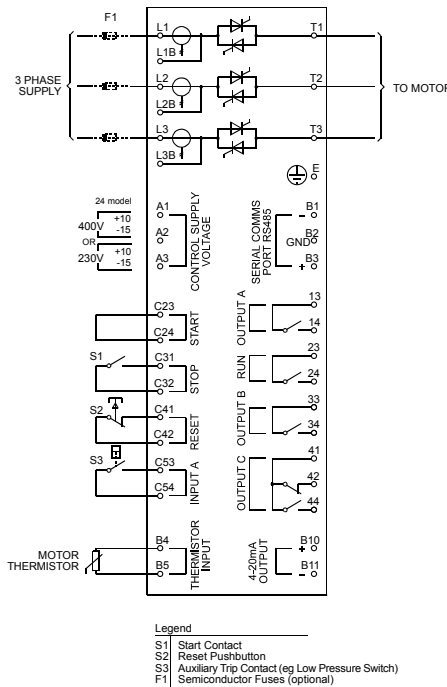 F1
L1
T1
L1B *
3 PHASE
SUPPLY
L2
T2
TO MOTOR
L2B *
L3
T3
L3B *
E
24 model
400V +10
-15
OR
230V +10
-15
A1
A2
A3
CONTROL SUPPLY
VOLTAGE
SERIAL COMMS
PORT RS485
- B1
GND B2
+ B3
C23
C24
START
OUTPUT A
13
14
S1
C31
C32
STOP
RUN
23
24
S2
C41
C42
RESET
OUTPUT B
33
34
S3
C53
C54
INPUT A
OUTPUT C
41
42
44
MOTOR
THERMISTOR
B4
B5
THERMISTOR
INPUT
4-20mA
OUTPUT
+ B10
- B11
Legend
S1 Start Contact
S2 Reset Pushbutton
S3 Auxiliary Trip Contact (eg Low Pressure Switch)
F1 Semiconductor Fuses (optional)